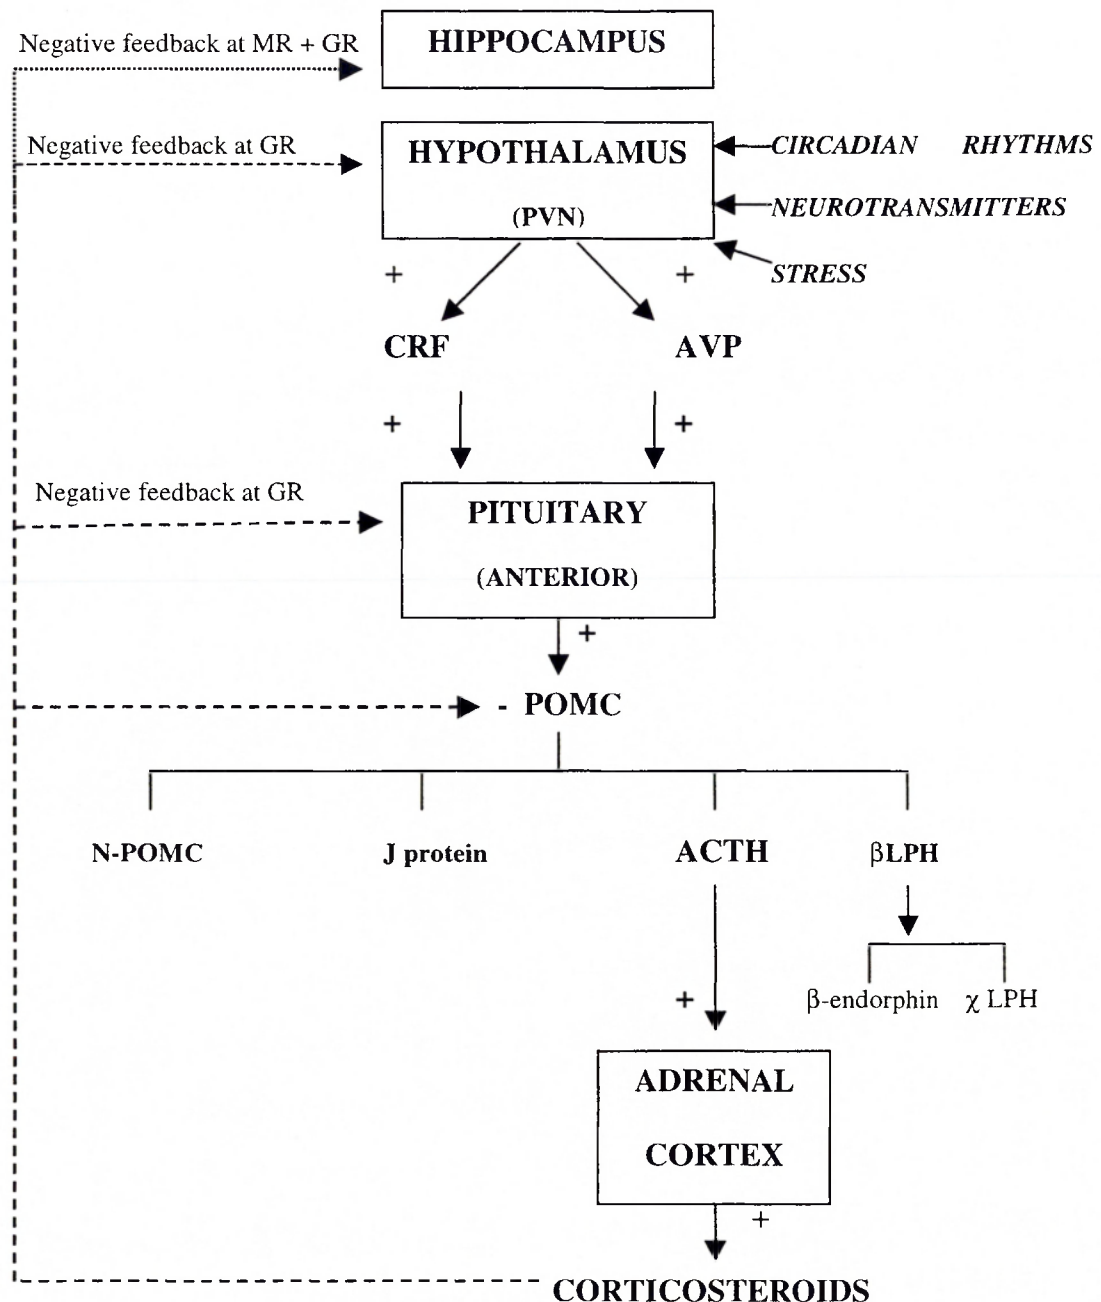 Negative feedback at MR + GR
HIPPOCAMPUS
Negative feedback at GR
HYPOTHALAMUS
(PVN)
CIRCADIAN RHYTHMS
NEUROTRANSMITTERS
STRESS
+ +
CRF AVP
+ +
Negative feedback at GR
PITUITARY
(ANTERIOR)
+
- POMC
N-POMC J protein ACTH βLPH
β-endorphin χ LPH
+
ADRENAL
CORTEX
+
CORTICOSTEROIDS